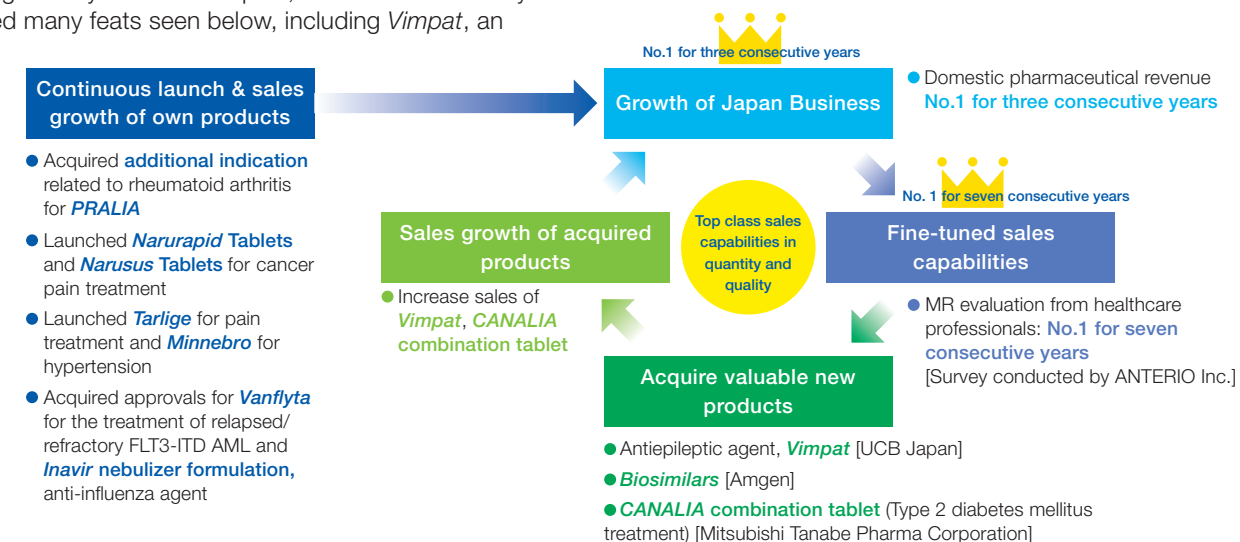 ed many feats seen below, including Vimpat, an
No.1 for three consecutive years
Continuous launch & sales
growth of own products
Growth of Japan Business
● Domestic pharmaceutical revenue
No.1 for three consecutive years
● Acquired additional indication
related to rheumatoid arthritis
for PRALIA
● Launched Narurapid Tablets
and Narusus Tablets for cancer
pain treatment
● Launched Tarlige for pain
treatment and Minnebro for
hypertension
● Acquired approvals for Vanflyta
for the treatment of relapsed/
refractory FLT3-ITD AML and
Inavir nebulizer formulation,
anti-influenza agent
No. 1 for seven consecutive years
Sales growth of acquired
products
Top class sales
capabilities in
quantity and
quality
Fine-tuned sales
capabilities
● Increase sales of
Vimpat, CANALIA
combination tablet
● MR evaluation from healthcare
professionals: No.1 for seven
consecutive years
[Survey conducted by ANTERIO Inc.]
Acquire valuable new
products
● Antiepileptic agent, Vimpat [UCB Japan]
● Biosimilars [Amgen]
● CANALIA combination tablet (Type 2 diabetes mellitus
treatment) [Mitsubishi Tanabe Pharma Corporation]